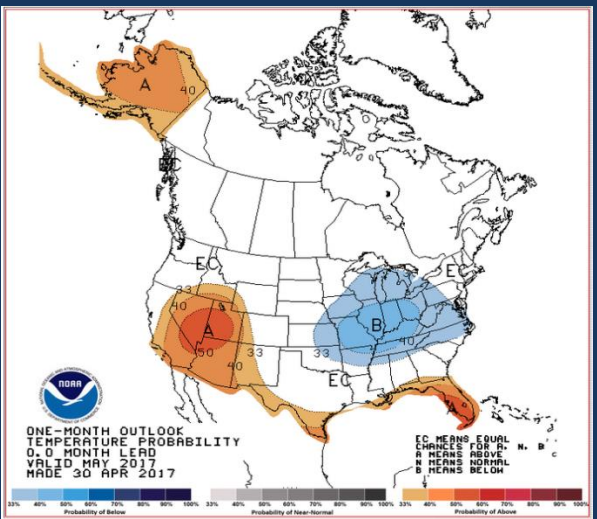 A
40
EC
EC
EC
33
40
A
B
50
33
40
33
40
EC
A
NOAA
ONE-MONTH OUTLOOK
TEMPERATURE PROBABILITY
0.0 MONTH LEAD
VALID MAY 2017
MADE 30 APR 2017
EC MEANS EQUAL
CHANCES FOR A, N, B
A MEANS ABOVE
N MEANS NORMAL
B MEANS BELOW
33% 40% 50% 60% 70% 80% 90% 100%
Probability of Below
33% 40% 50% 60% 70% 80% 90% 100%
Probability of Near-Normal
33% 40% 50% 60% 70% 80% 90% 100%
Probability of Above